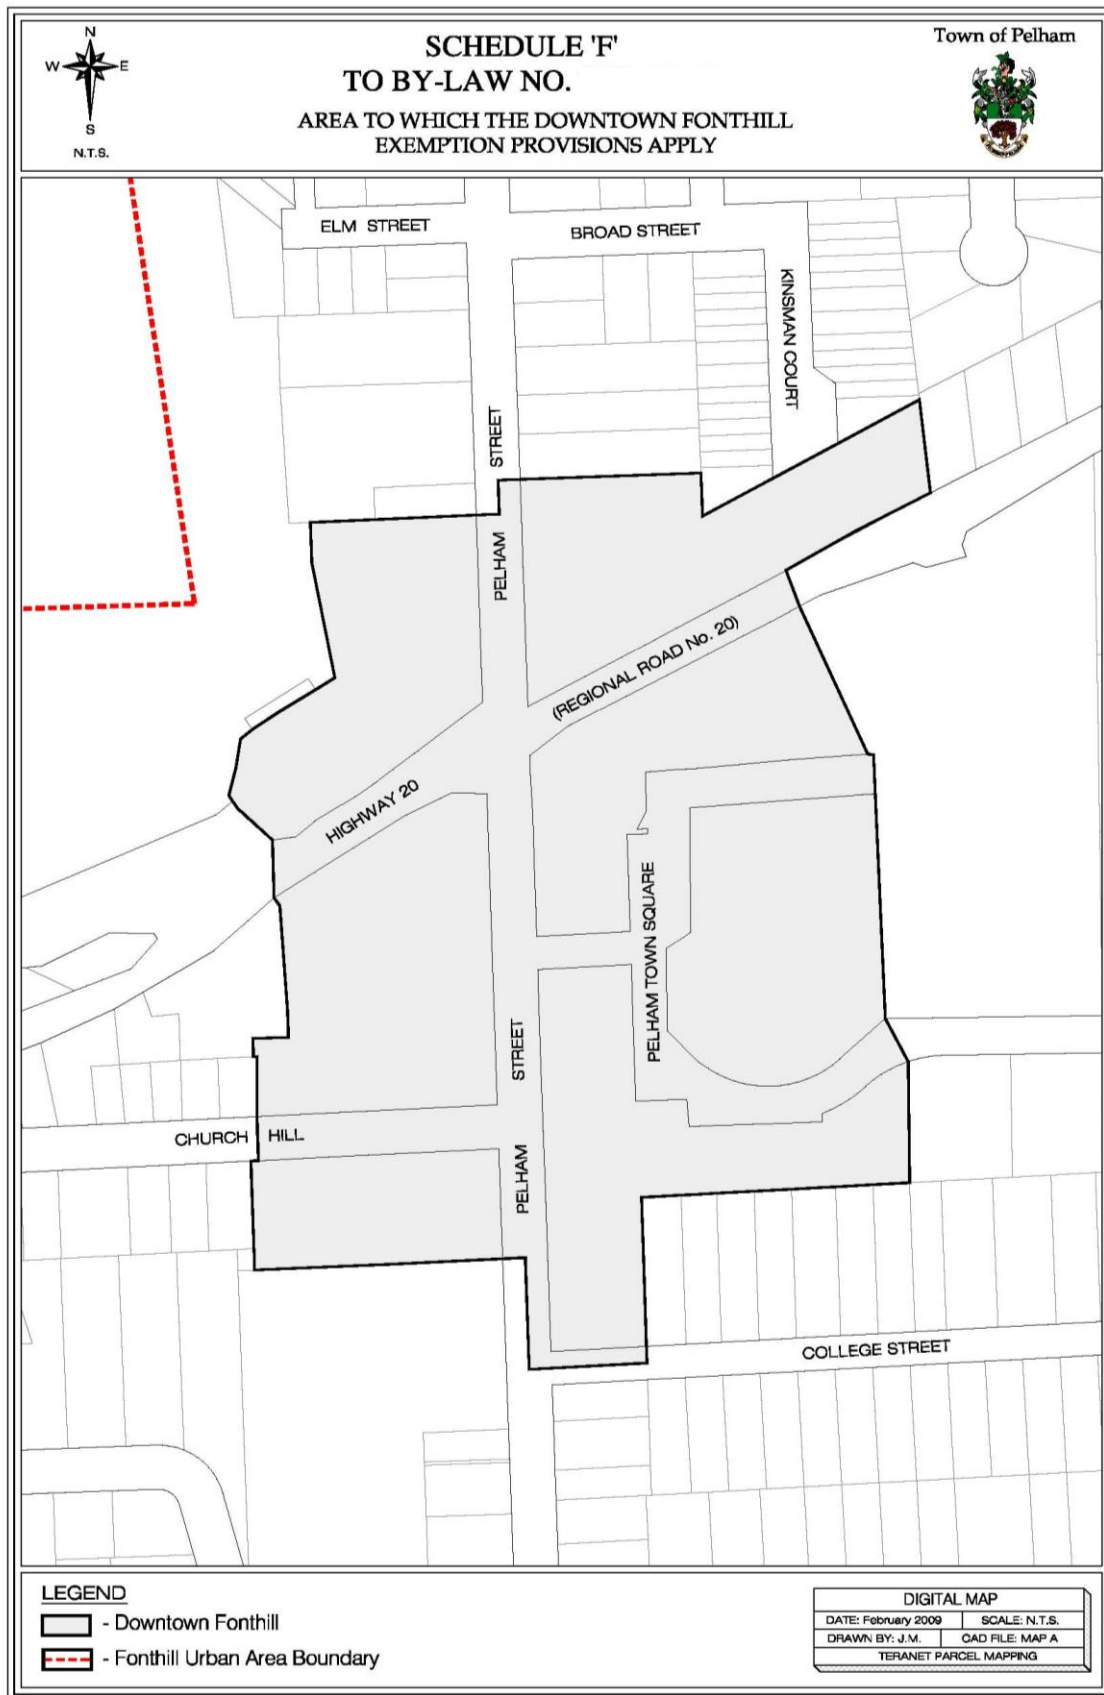 N
W
E
S
N.T.S.
SCHEDULE 'F'
TO BY-LAW NO.
AREA TO WHICH THE DOWNTOWN FONTHILL
EXEMPTION PROVISIONS APPLY
Town of Pelham
ELM STREET
BROAD STREET
KINSMAN COURT
STREET
PELHAM
(REGIONAL ROAD No. 20)
HIGHWAY 20
PELHAM TOWN SQUARE
STREET
CHURCH HILL
PELHAM
COLLEGE STREET
LEGEND
- Downtown Fonthill
- Fonthill Urban Area Boundary
DIGITAL MAP
DATE: February 2009
SCALE: N.T.S.
DRAWN BY: J.M.
CAD FILE: MAP A
TERANET PARCEL MAPPING